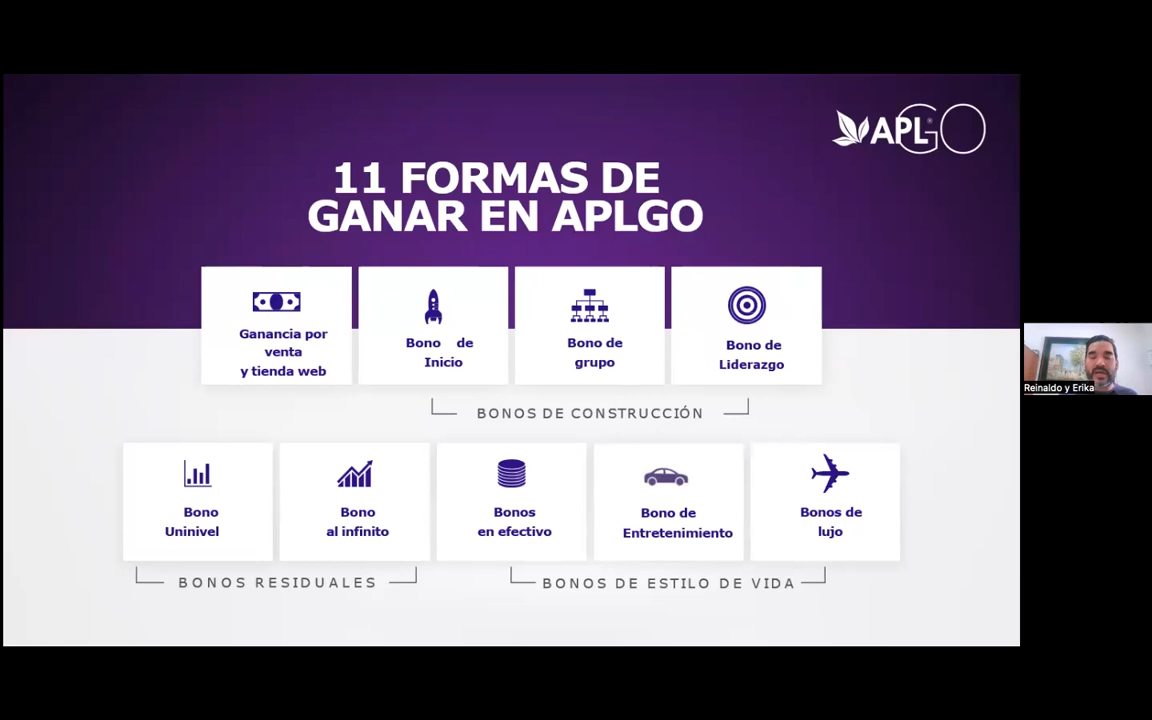 APL GO
11 FORMAS DE
GANAR EN APLGO
Ganancia por
venta
y tienda web
Bono de
Inicio
Bono de
grupo
Bono de
Liderazgo
BONOS DE CONSTRUCCIÓN
Reinaldo y Erika
Bono
Uninivel
Bono
al infinito
Bonos
en efectivo
Bono de
Entretenimiento
Bonos de
lujo
BONOS RESIDUALES
BONOS DE ESTILO DE VIDA